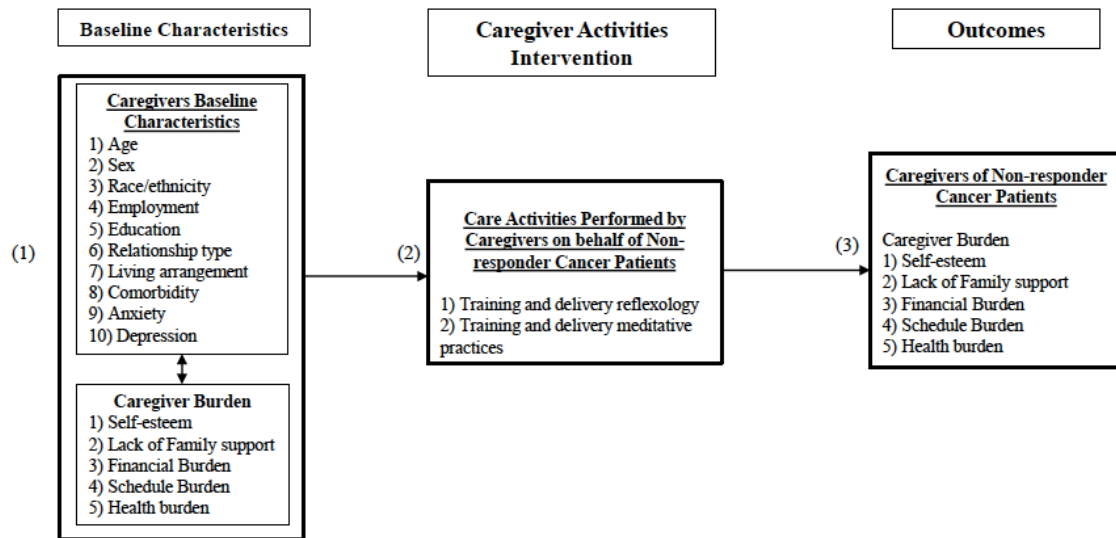 Baseline Characteristics
Caregiver Activities
Intervention
Outcomes
(1)
Caregivers Baseline
Characteristics
1) Age
2) Sex
3) Race/ethnicity
4) Employment
5) Education
6) Relationship type
7) Living arrangement
8) Comorbidity
9) Anxiety
10) Depression
Caregiver Burden
1) Self-esteem
2) Lack of Family support
3) Financial Burden
4) Schedule Burden
5) Health burden
(2)
Care Activities Performed by
Caregivers on behalf of Non-
responder Cancer Patients
1) Training and delivery reflexology
2) Training and delivery meditative
practices
(3)
Caregivers of Non-responder
Cancer Patients
Caregiver Burden
1) Self-esteem
2) Lack of Family support
3) Financial Burden
4) Schedule Burden
5) Health burden